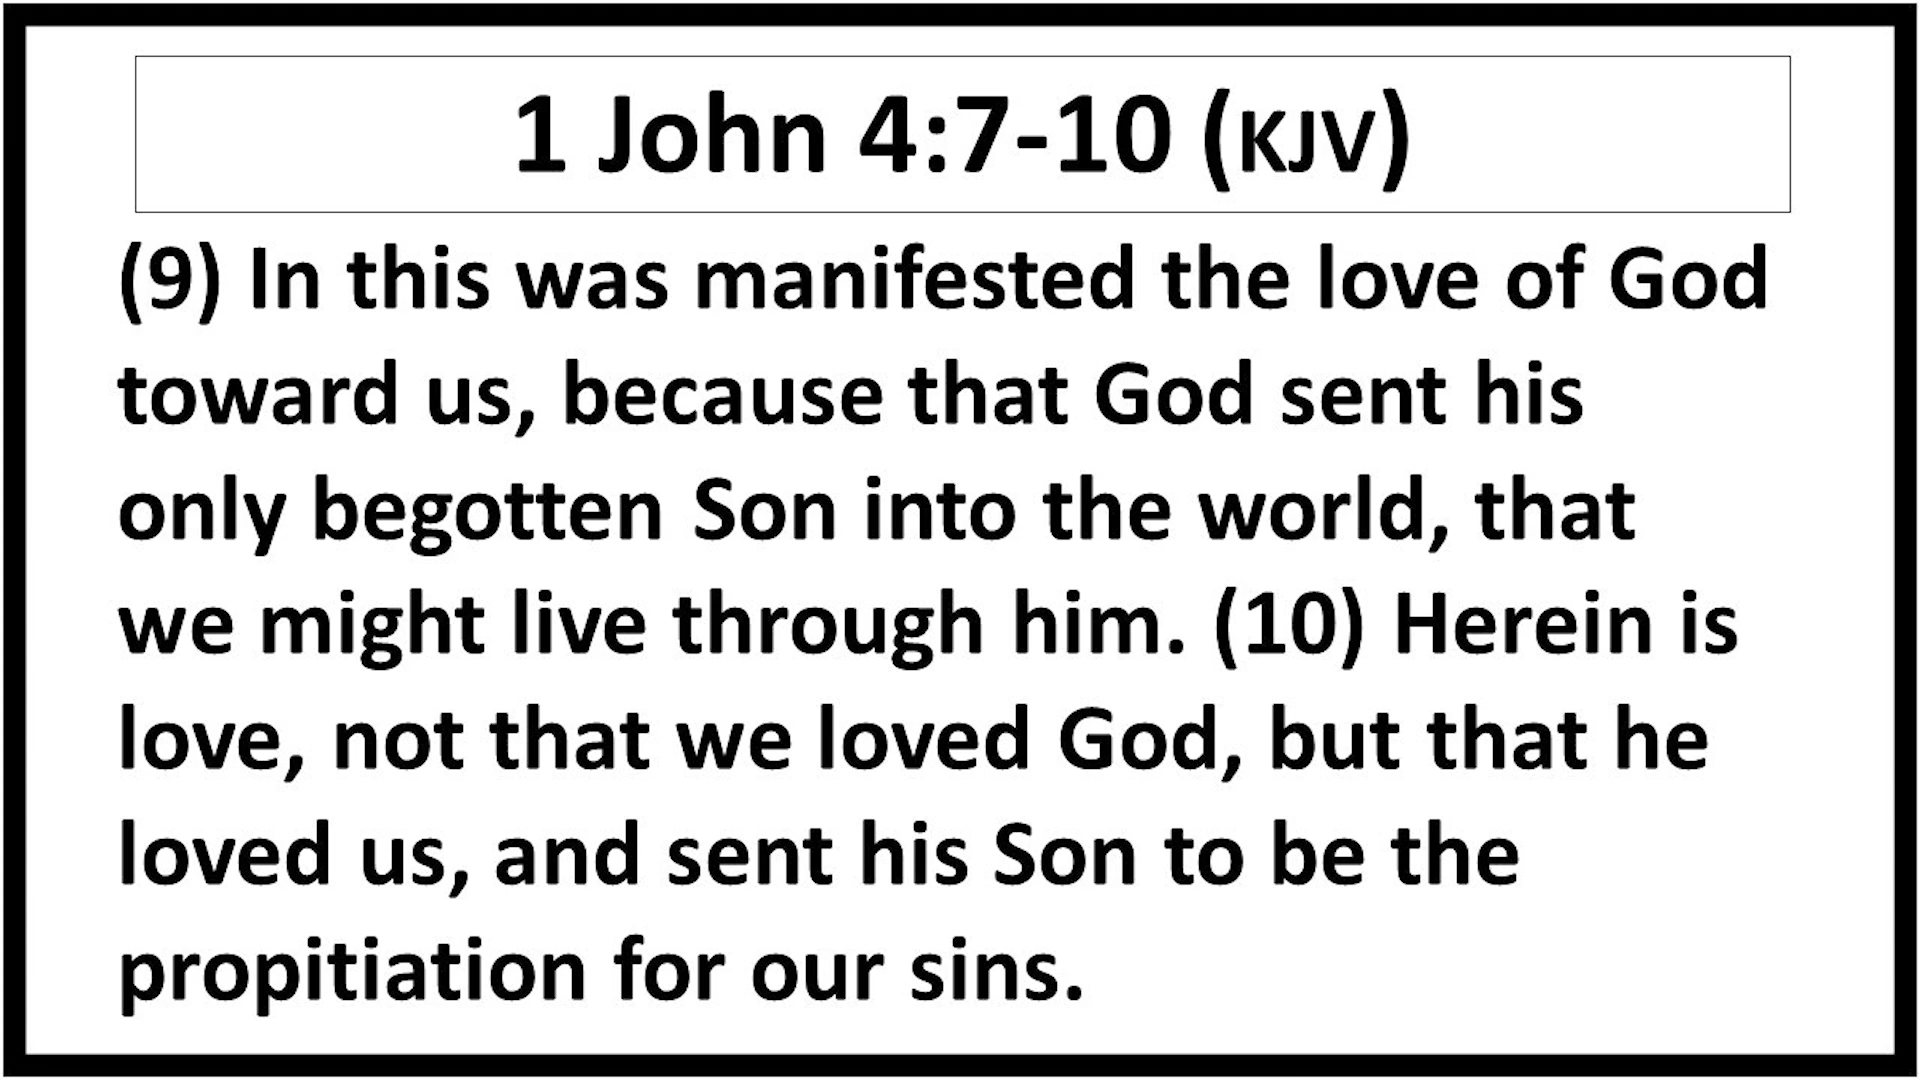 1 John 4:7-10 (KJV)
(9) In this was manifested the love of God
toward us, because that God sent his
only begotten Son into the world, that
we might live through him. (10) Herein is
love, not that we loved God, but that he
loved us, and sent his Son to be the
propitiation for our sins.